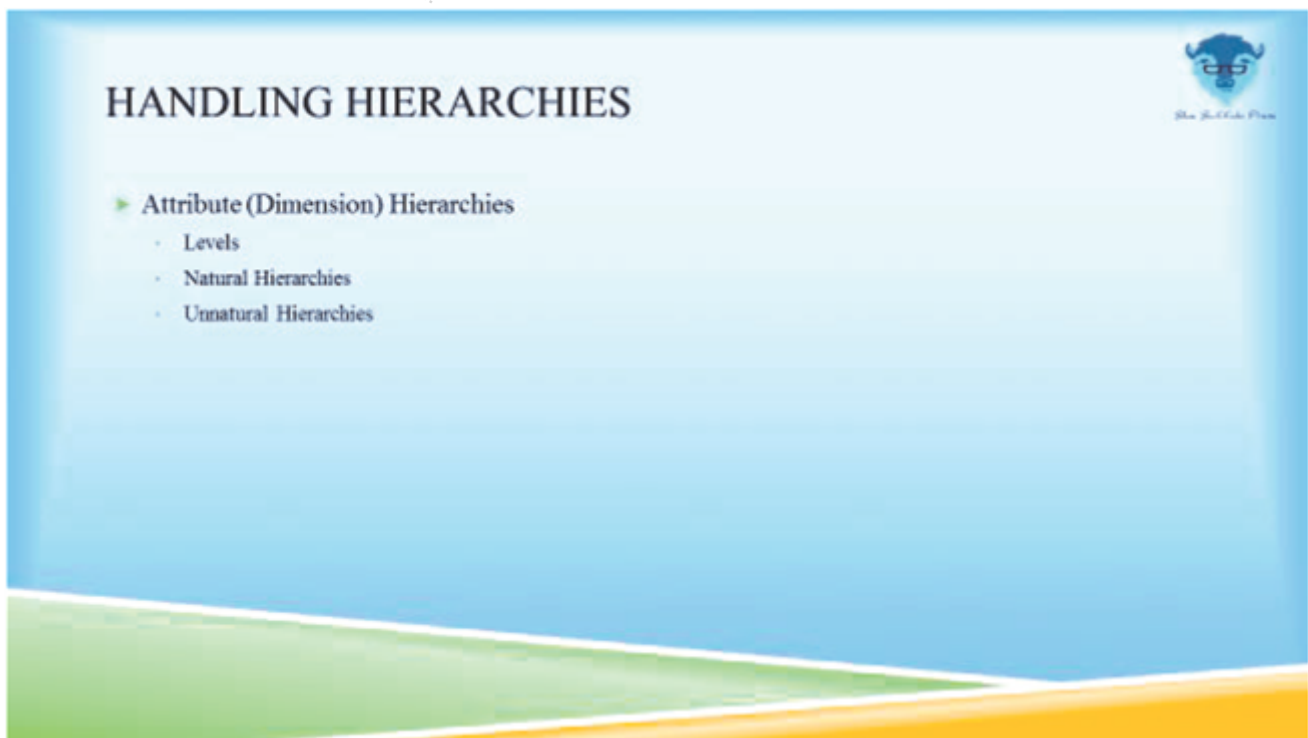 HANDLING HIERARCHIES
Attribute (Dimension) Hierarchies
Levels
Natural Hierarchies
Unnatural Hierarchies